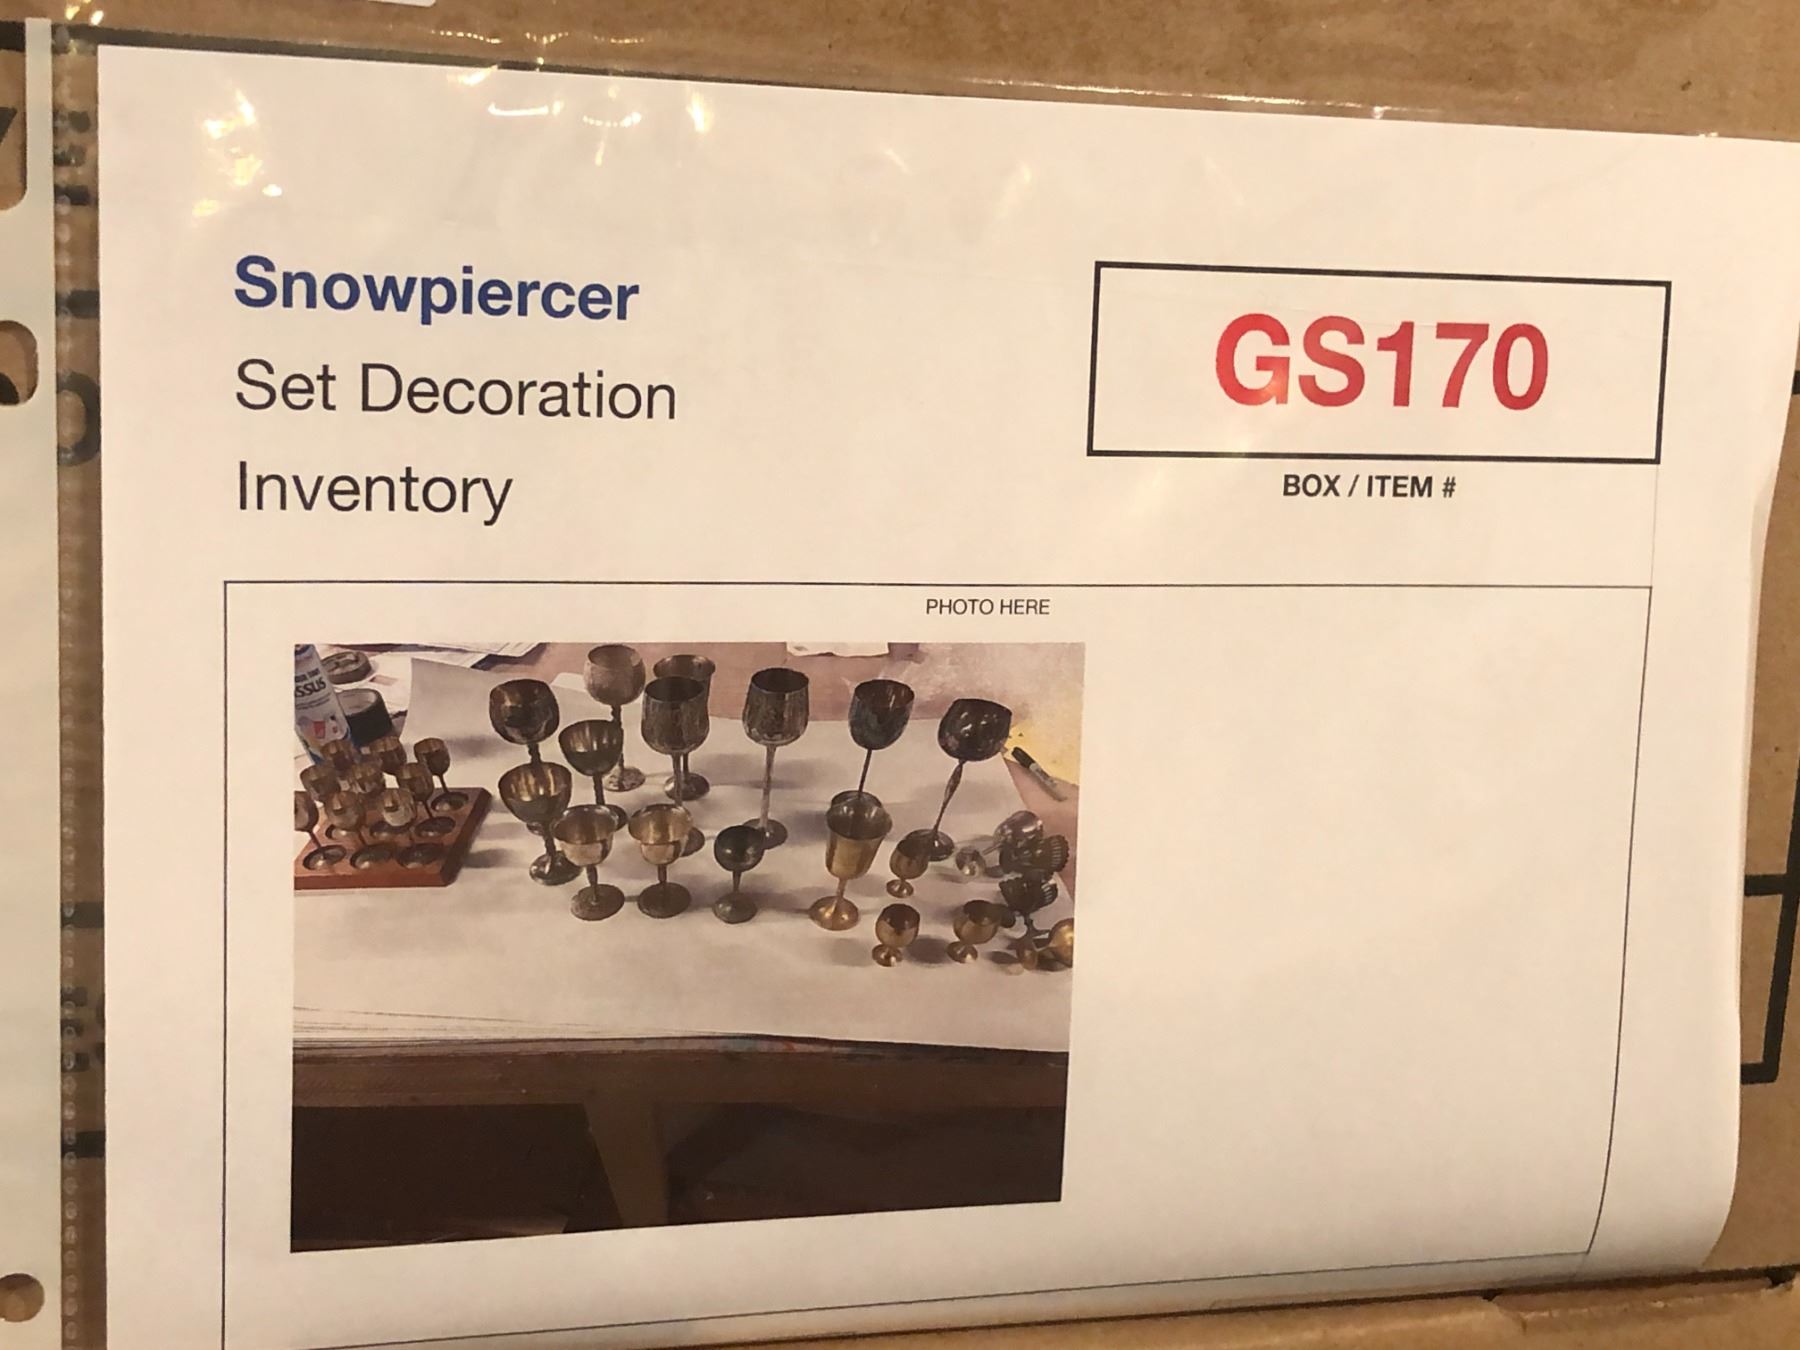 Snowpiercer
Set Decoration
Inventory
GS170
BOX / ITEM #
PHOTO HERE